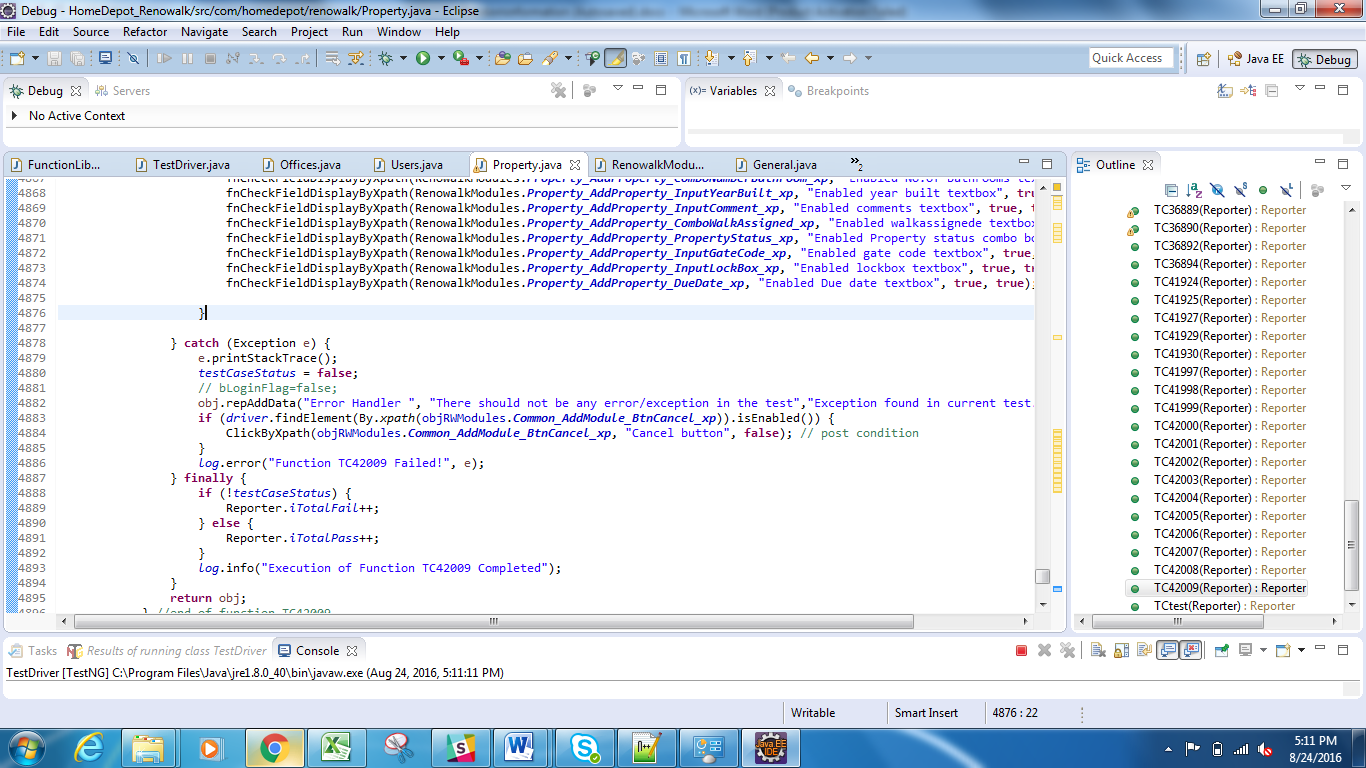 Debug - HomeDepot_Renowalk/src/com/homedepot/renowalk/Property.java - Eclipse
File Edit Source Refactor Navigate Search Project Run Window Help
Quick Access Java EE Debug
Debug Servers
(x)= Variables Breakpoints
No Active Context
FunctionLib... TestDriver.java Offices.java Users.java Property.java RenowalkModu... General.java »2
Outline
4868 fnCheckFieldDisplayByXpath(RenowalkModules.Property_AddProperty_InputYearBuilt_xp, "Enabled year built textbox", tru
4869 fnCheckFieldDisplayByXpath(RenowalkModules.Property_AddProperty_InputComment_xp, "Enabled comments textbox", true, t
4870 fnCheckFieldDisplayByXpath(RenowalkModules.Property_AddProperty_ComboWalkAssigned_xp, "Enabled walkassignede textbox
4871 fnCheckFieldDisplayByXpath(RenowalkModules.Property_AddProperty_PropertyStatus_xp, "Enabled Property status combo bo
4872 fnCheckFieldDisplayByXpath(RenowalkModules.Property_AddProperty_InputGateCode_xp, "Enabled gate code textbox", true,
4873 fnCheckFieldDisplayByXpath(RenowalkModules.Property_AddProperty_InputLockBox_xp, "Enabled lockbox textbox", true, tr
4874 fnCheckFieldDisplayByXpath(RenowalkModules.Property_AddProperty_DueDate_xp, "Enabled Due date textbox", true, true);
4875
4876 }
4877
4878 } catch (Exception e) {
4879 e.printStackTrace();
4880 testCaseStatus = false;
4881 // bLoginFlag=false;
4882 obj.repAddData("Error Handler ", "There should not be any error/exception in the test","Exception found in current test.
4883 if (driver.findElement(By.xpath(objRWModules.Common_AddModule_BtnCancel_xp)).isEnabled()) {
4884 ClickByXpath(objRWModules.Common_AddModule_BtnCancel_xp, "Cancel button", false); // post condition
4885 }
4886 log.error("Function TC42009 Failed!", e);
4887 } finally {
4888 if (!testCaseStatus) {
4889 Reporter.iTotalFail++;
4890 } else {
4891 Reporter.iTotalPass++;
4892 }
4893 log.info("Execution of Function TC42009 Completed");
4894 }
4895 return obj;
4896 } //end of function TC42009
TC36889(Reporter) : Reporter
TC36890(Reporter) : Reporter
TC36892(Reporter) : Reporter
TC36894(Reporter) : Reporter
TC41924(Reporter) : Reporter
TC41925(Reporter) : Reporter
TC41927(Reporter) : Reporter
TC41929(Reporter) : Reporter
TC41930(Reporter) : Reporter
TC41997(Reporter) : Reporter
TC41998(Reporter) : Reporter
TC41999(Reporter) : Reporter
TC42000(Reporter) : Reporter
TC42001(Reporter) : Reporter
TC42002(Reporter) : Reporter
TC42003(Reporter) : Reporter
TC42004(Reporter) : Reporter
TC42005(Reporter) : Reporter
TC42006(Reporter) : Reporter
TC42007(Reporter) : Reporter
TC42008(Reporter) : Reporter
TC42009(Reporter) : Reporter
TCtest(Reporter) : Reporter
Tasks Results of running class TestDriver Console
TestDriver [TestNG] C:\Program Files\Java\jre1.8.0_40\bin\javaw.exe (Aug 24, 2016, 5:11:11 PM)
Writable Smart Insert 4876 : 22
Java EE
IDE
5:11 PM
8/24/2016